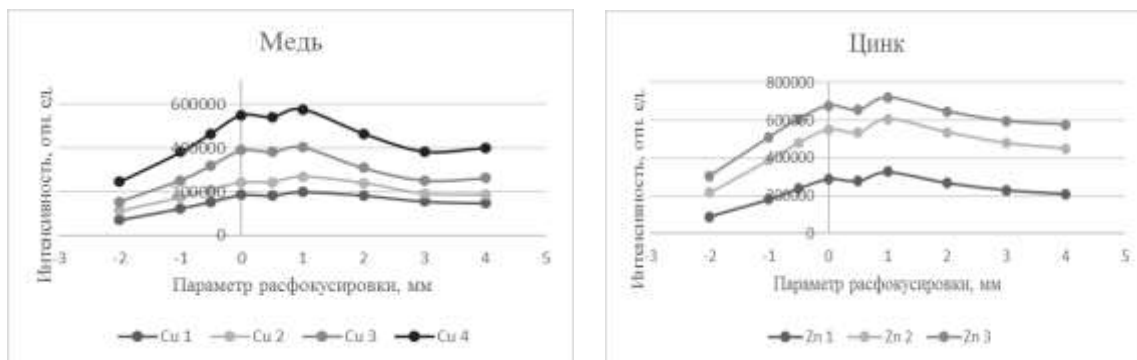 Медь
Интенсивность, отн. ед.
600000
400000
200000
0
-3 -2 -1 0 1 2 3 4 5
Параметр расфокусировки, мм
Cu 1 Cu 2 Cu 3 Cu 4
Цинк
Интенсивность, отн. ед.
800000
600000
400000
200000
0
-3 -2 -1 0 1 2 3 4 5
Параметр расфокусировки, мм
Zn 1 Zn 2 Zn 3